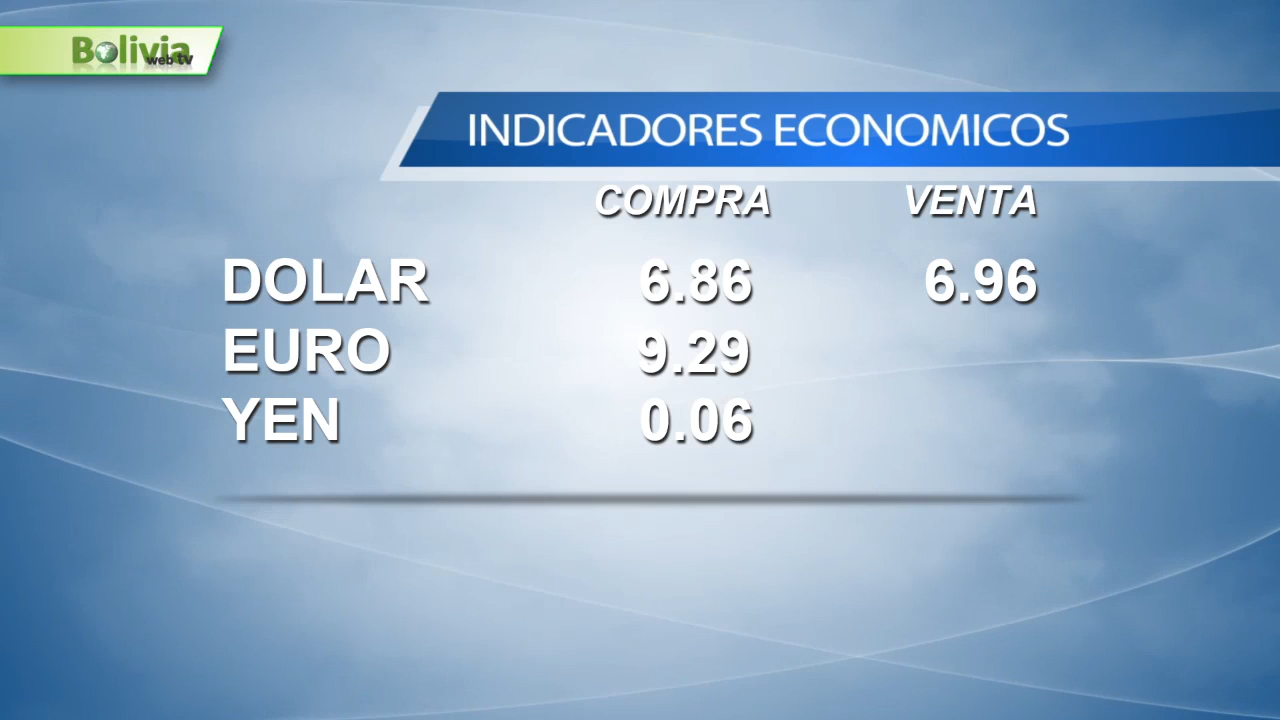 Bolivia
web tv
INDICADORES ECONOMICOS
COMPRA VENTA
DOLAR 6.86 6.96
EURO 9.29
YEN 0.06